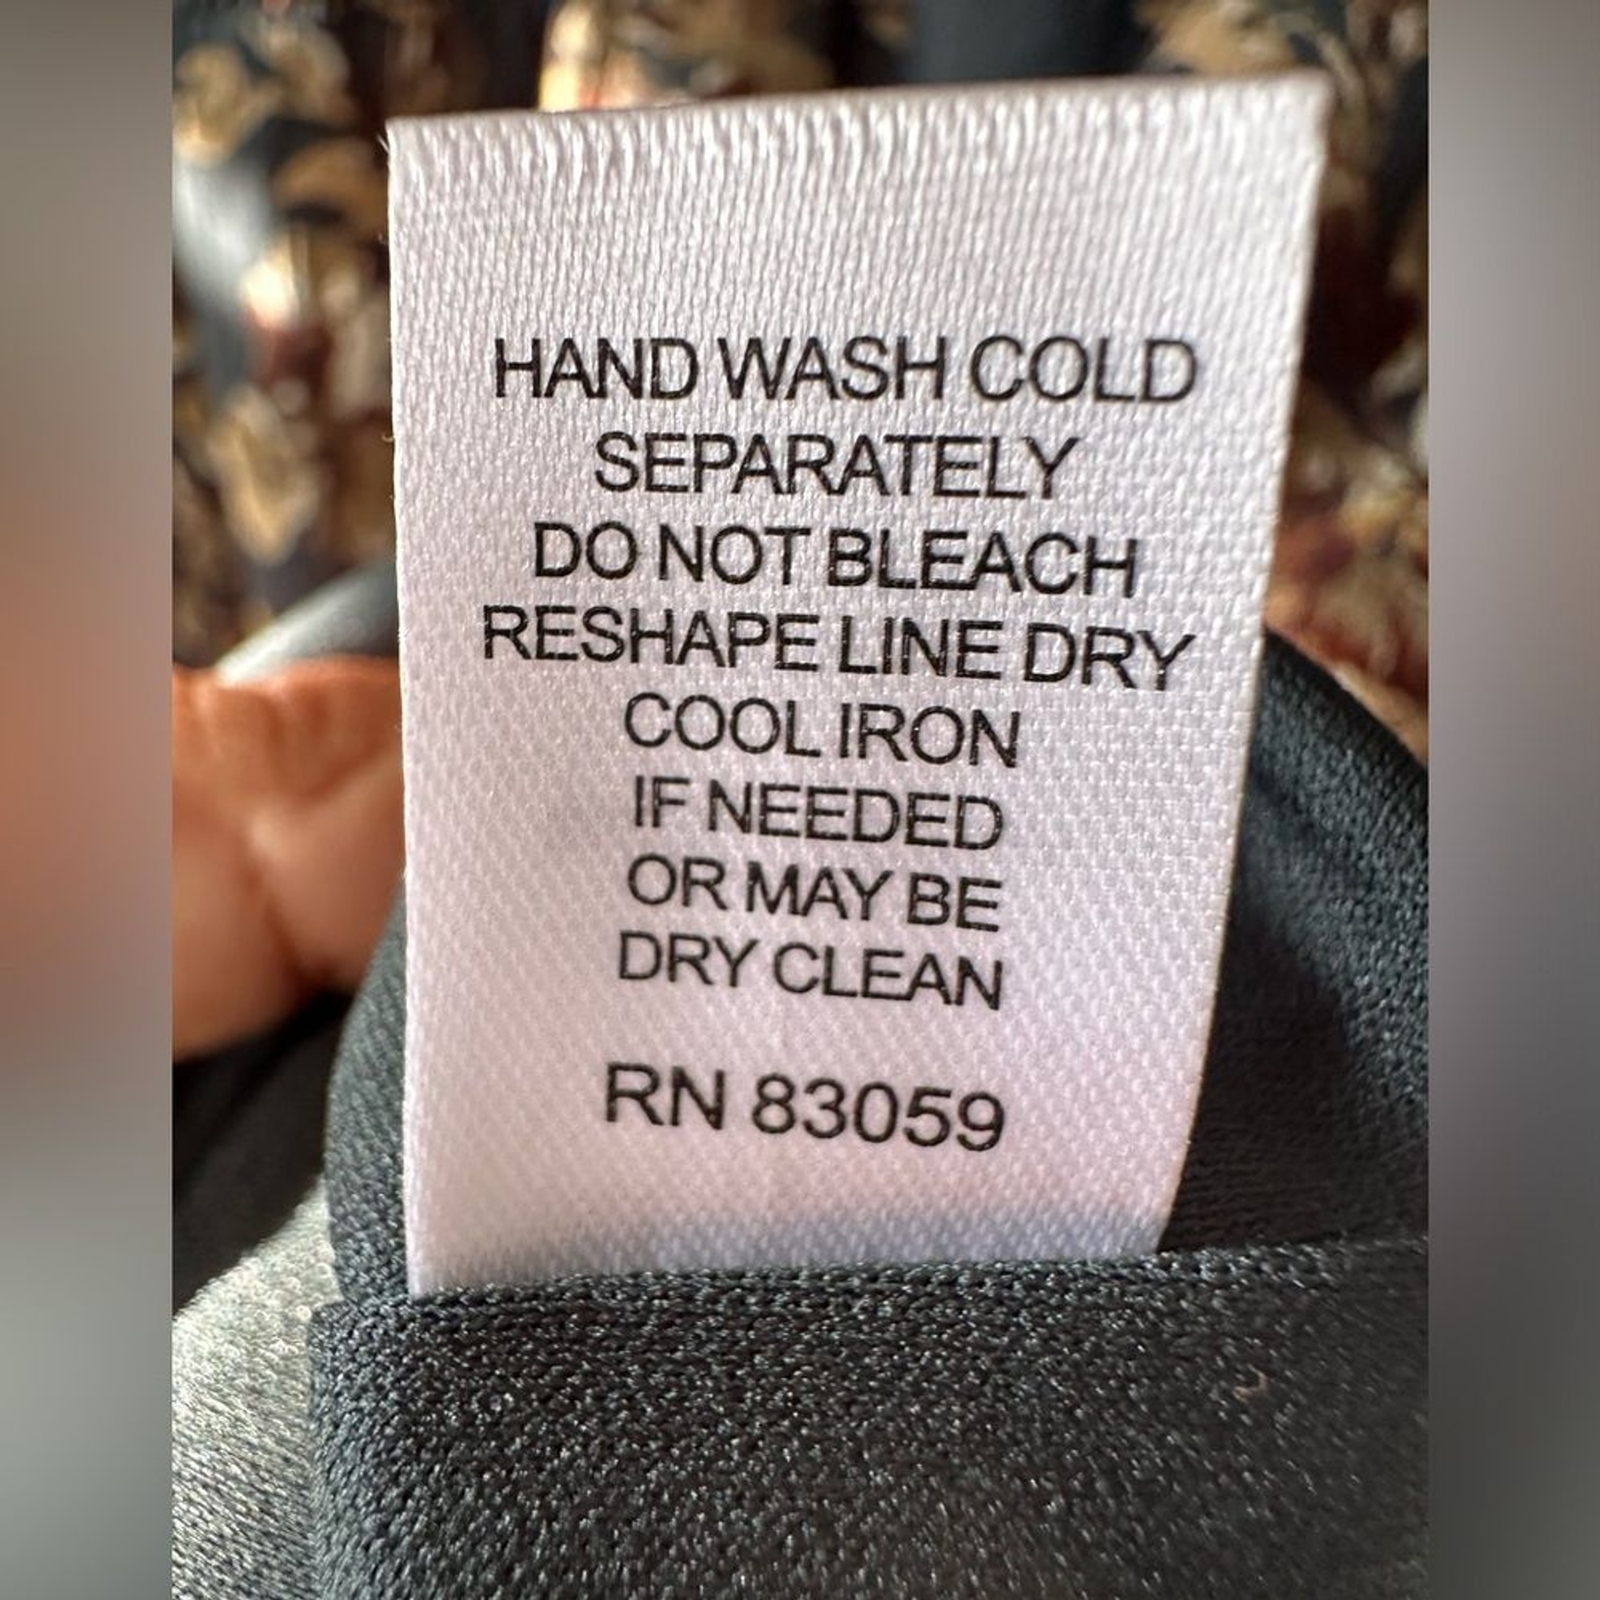 HAND WASH COLD
SEPARATELY
DO NOT BLEACH
RESHAPE LINE DRY
COOL IRON
IF NEEDED
OR MAY BE
DRY CLEAN
RN 83059